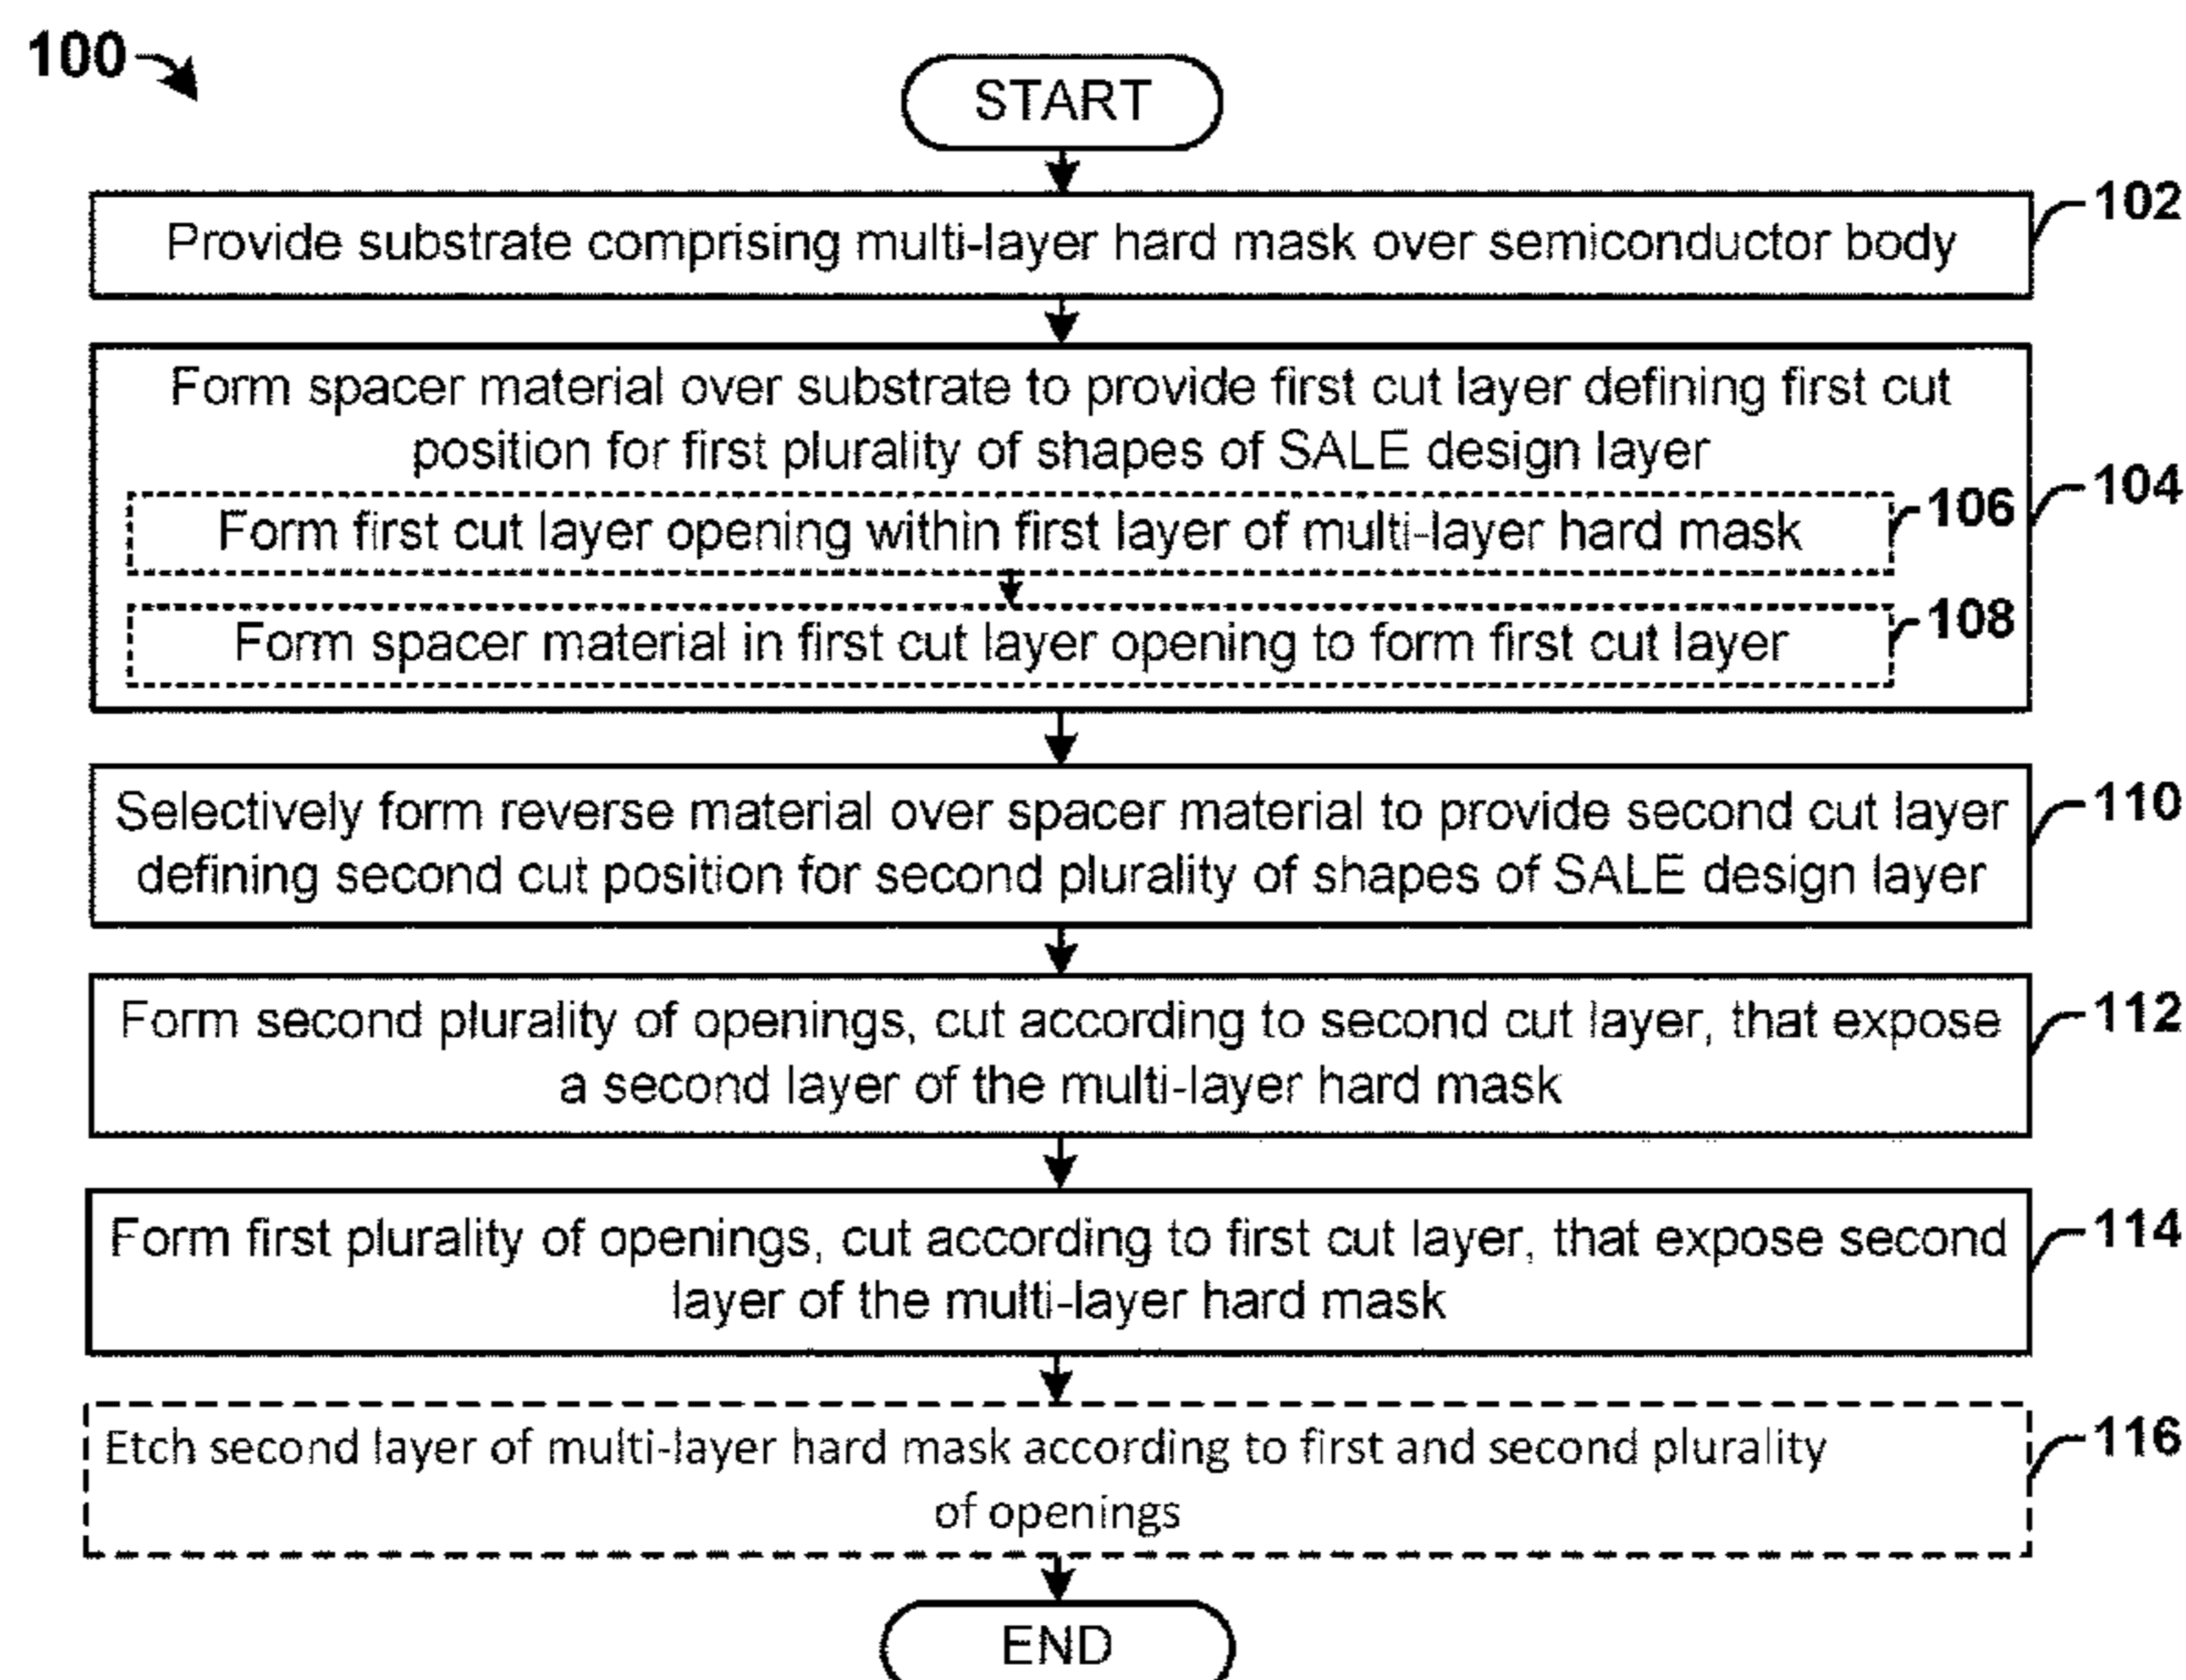 100
START
Provide substrate comprising multi-layer hard mask over semiconductor body
102
Form spacer material over substrate to provide first cut layer defining first cut
position for first plurality of shapes of SALE design layer
104
Form first cut layer opening within first layer of multi-layer hard mask
106
Form spacer material in first cut layer opening to form first cut layer
108
Selectively form reverse material over spacer material to provide second cut layer
defining second cut position for second plurality of shapes of SALE design layer
110
Form second plurality of openings, cut according to second cut layer, that expose
a second layer of the multi-layer hard mask
112
Form first plurality of openings, cut according to first cut layer, that expose second
layer of the multi-layer hard mask
114
Etch second layer of multi-layer hard mask according to first and second plurality
of openings
116
END